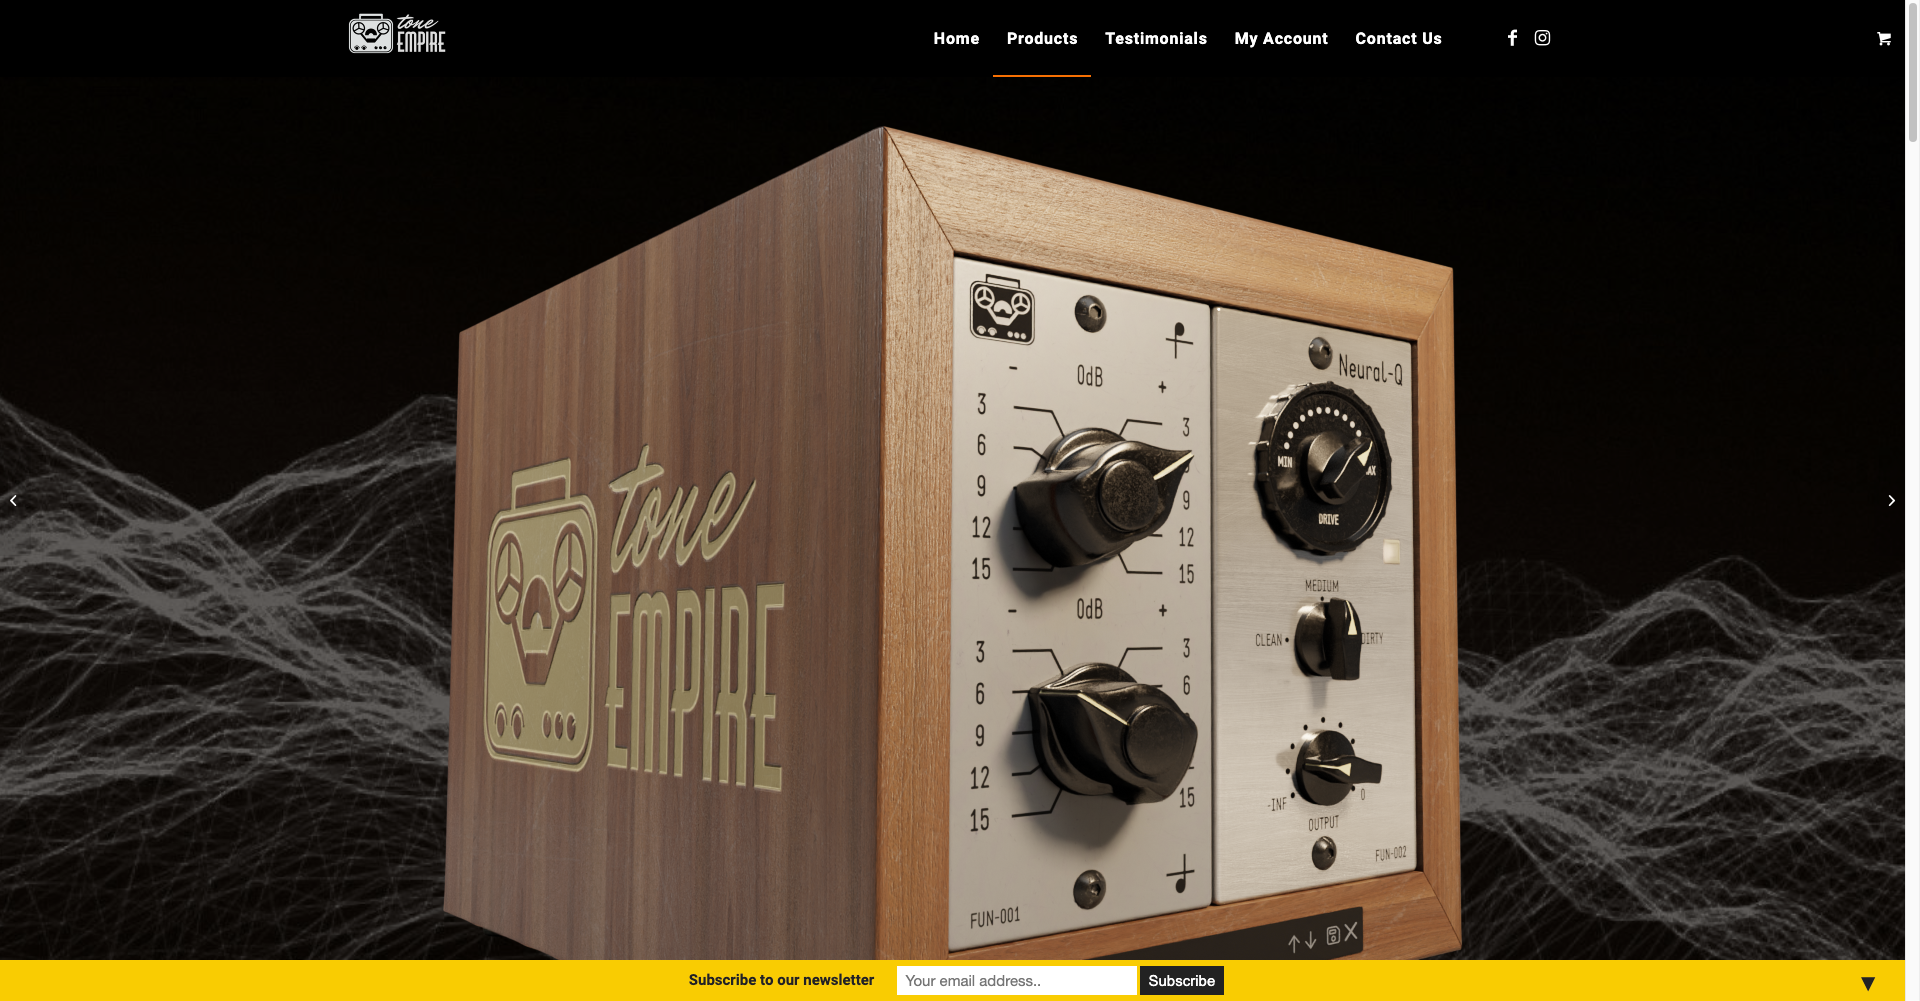 tone
EMPIRE
Home
Products
Testimonials
My Account
Contact Us
tone
EMPIRE
- 0dB +
3 3
6
9 9
12 12
15 15
- 0dB +
3 3
6 6
9
12
15 15
FUN-001
Neural-Q
MIN
DRIVE
MEDIUM
CLEAN DIRTY
-INF 0
OUTPUT
FUN-002
Subscribe to our newsletter
Your email address..
Subscribe